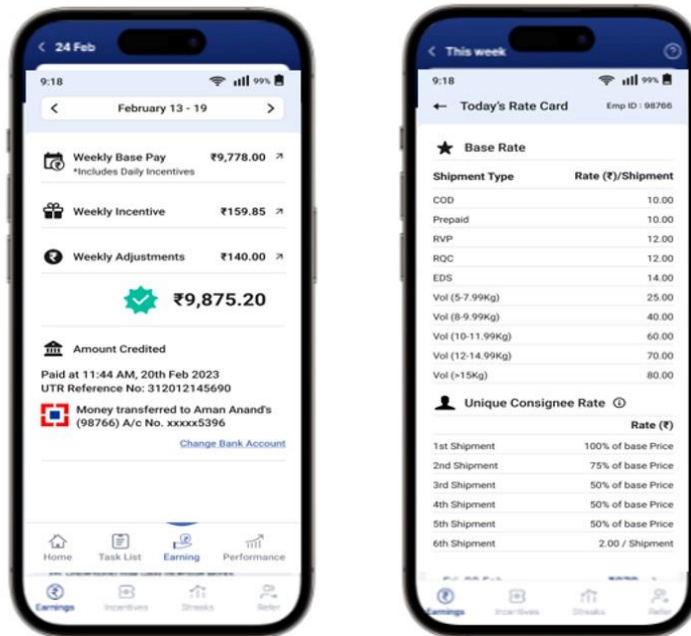 24 Feb
9:18
99%
February 13 - 19
Weekly Base Pay ₹9,778.00
*Includes Daily Incentives
Weekly Incentive ₹159.85
Weekly Adjustments ₹140.00
₹9,875.20
Amount Credited
Paid at 11:44 AM, 20th Feb 2023
UTR Reference No: 312012145690
Money transferred to Aman Anand's
(98766) A/c No. xxxxx5396
Change Bank Account
Home Task List Earning Performance
Earnings Incentives Streaks Refer
This week
9:18
99%
Today's Rate Card Emp ID : 98766
Base Rate
Shipment Type Rate (₹)/Shipment
COD 10.00
Prepaid 10.00
RVP 12.00
RQC 12.00
EDS 14.00
Vol (5-7.99Kg) 25.00
Vol (8-9.99Kg) 40.00
Vol (10-11.99Kg) 60.00
Vol (12-14.99Kg) 70.00
Vol (>15Kg) 80.00
Unique Consignee Rate
Rate (₹)
1st Shipment 100% of base Price
2nd Shipment 75% of base Price
3rd Shipment 50% of base Price
4th Shipment 50% of base Price
5th Shipment 50% of base Price
6th Shipment 2.00 / Shipment
Earnings Incentives Streaks Refer